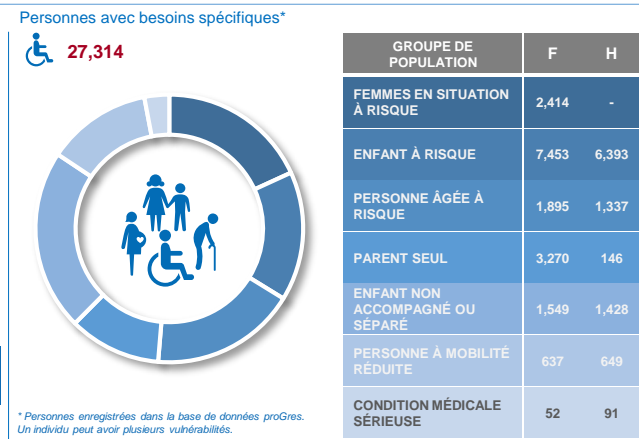 Personnes avec besoins spécifiques*
27,314
GROUPE DE
POPULATION
F
H
FEMMES EN SITUATION
À RISQUE
2,414
-
ENFANT À RISQUE
7,453
6,393
PERSONNE ÂGÉE À
RISQUE
1,895
1,337
PARENT SEUL
3,270
146
ENFANT NON
ACCOMPAGNÉ OU
SÉPARÉ
1,549
1,428
PERSONNE À MOBILITÉ
RÉDUITE
637
649
CONDITION MÉDICALE
SÉRIEUSE
52
91
* Personnes enregistrées dans la base de données proGres.
Un individu peut avoir plusieurs vulnérabilités.